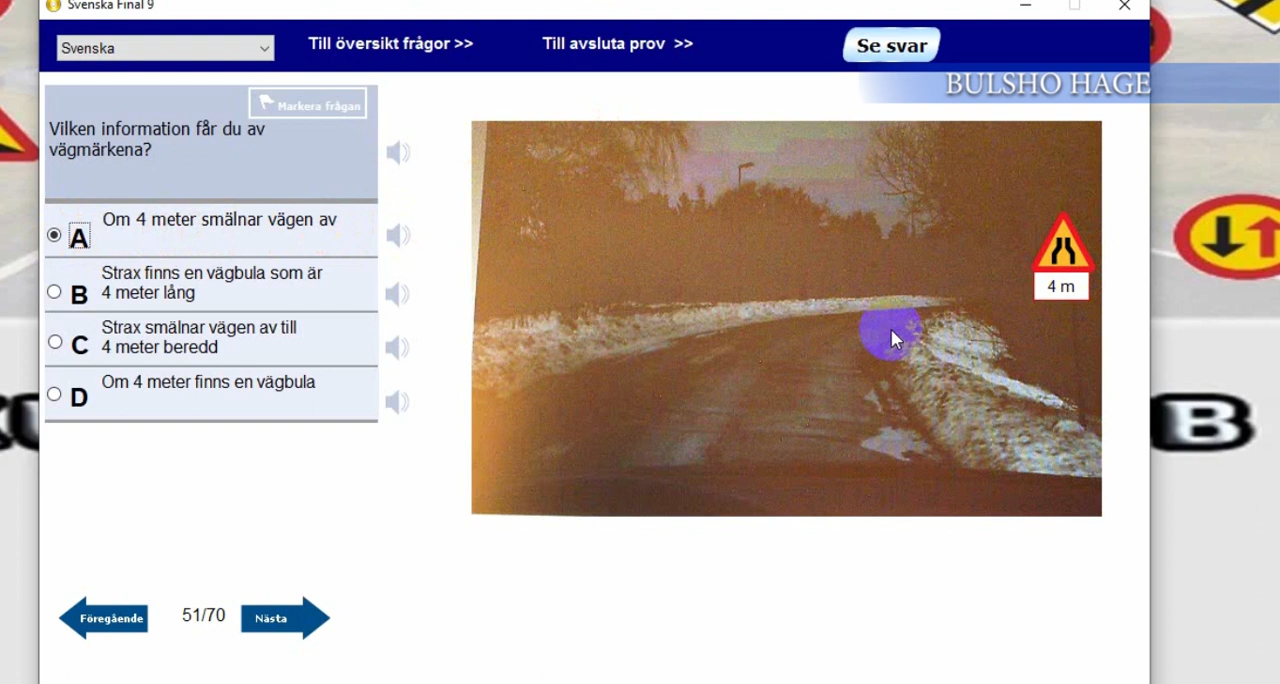 Svenska Final 9
Svenska
Till översikt frågor >>
Till avsluta prov >>
Se svar
BULSHO HAGE
Markera frågan
Vilken information får du av
vägmärkena?
A
Om 4 meter smälnar vägen av
B
Strax finns en vägbula som är
4 meter lång
C
Strax smälnar vägen av till
4 meter beredd
D
Om 4 meter finns en vägbula
4 m
Föregående
51/70
Nästa
B